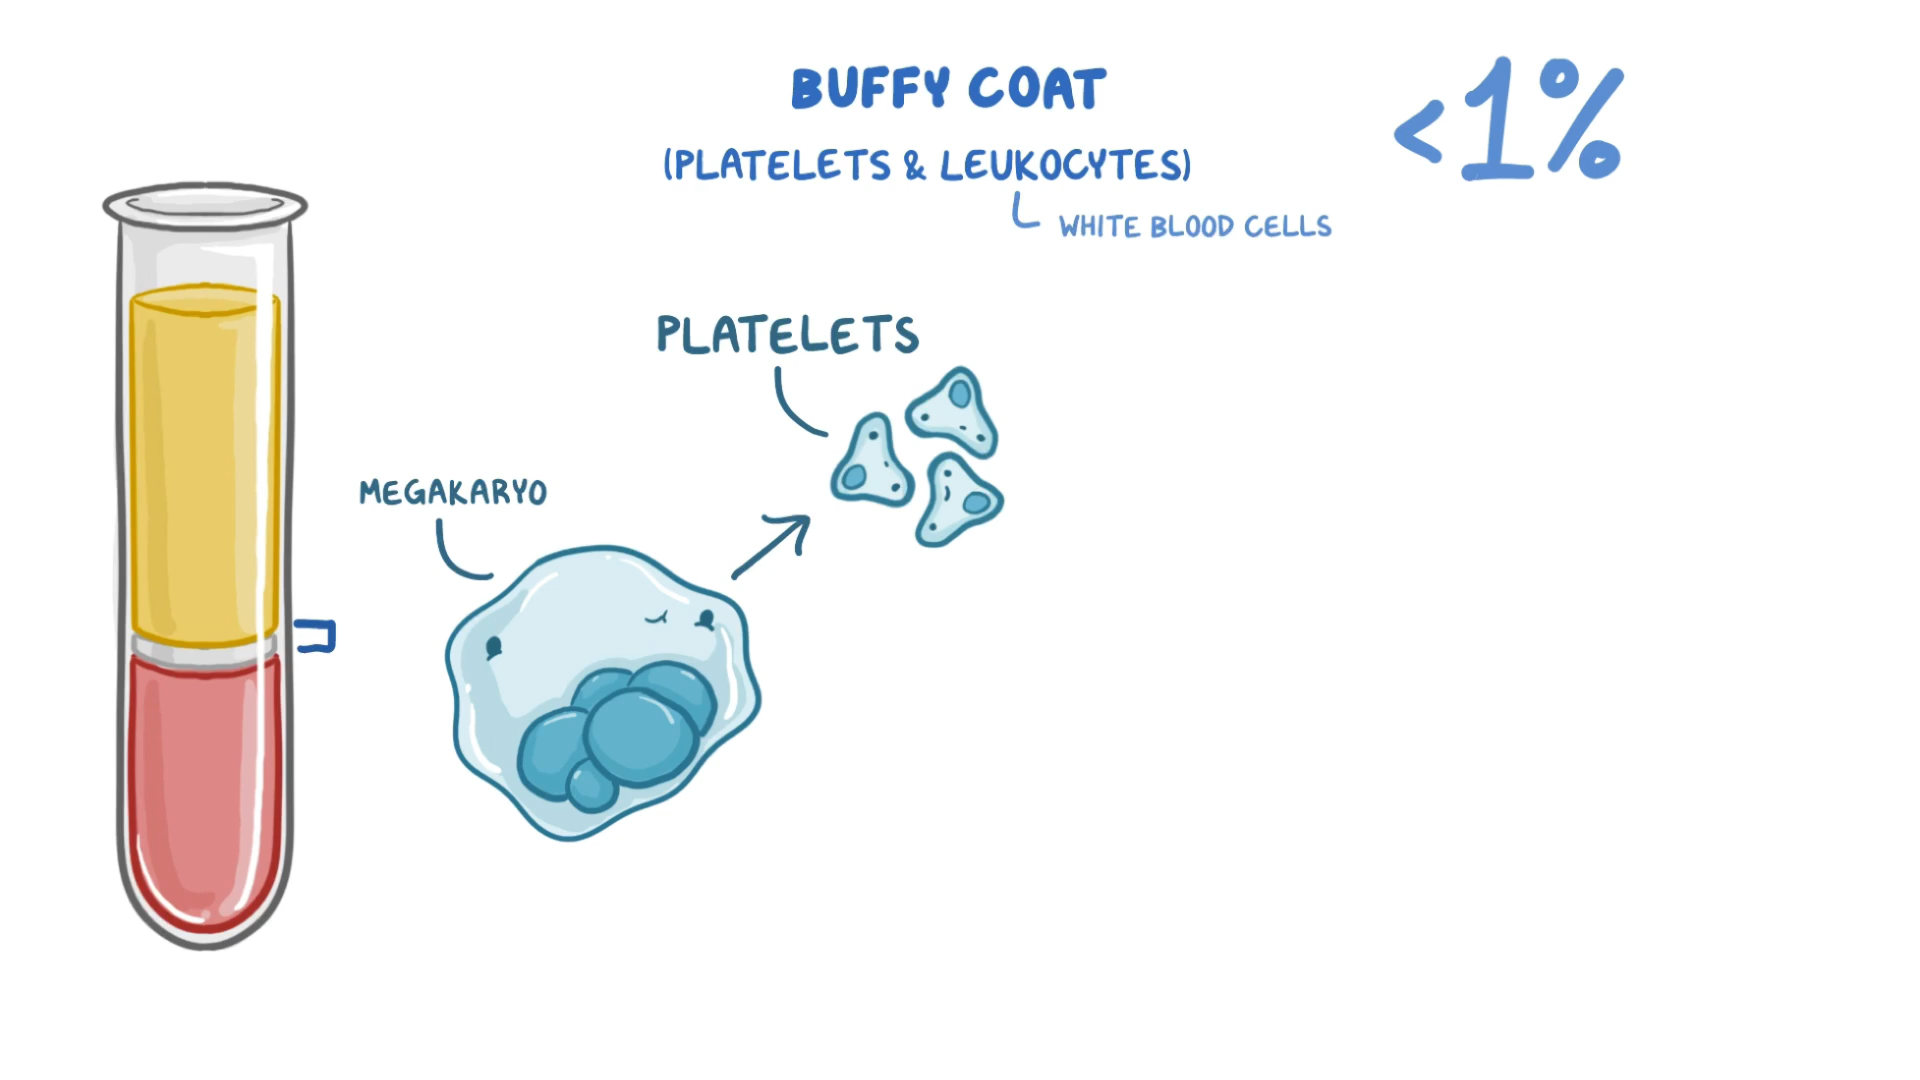 BUFFY COAT
<1%
(PLATELETS & LEUKOCYTES)
WHITE BLOOD CELLS
PLATELETS
MEGAKARYO